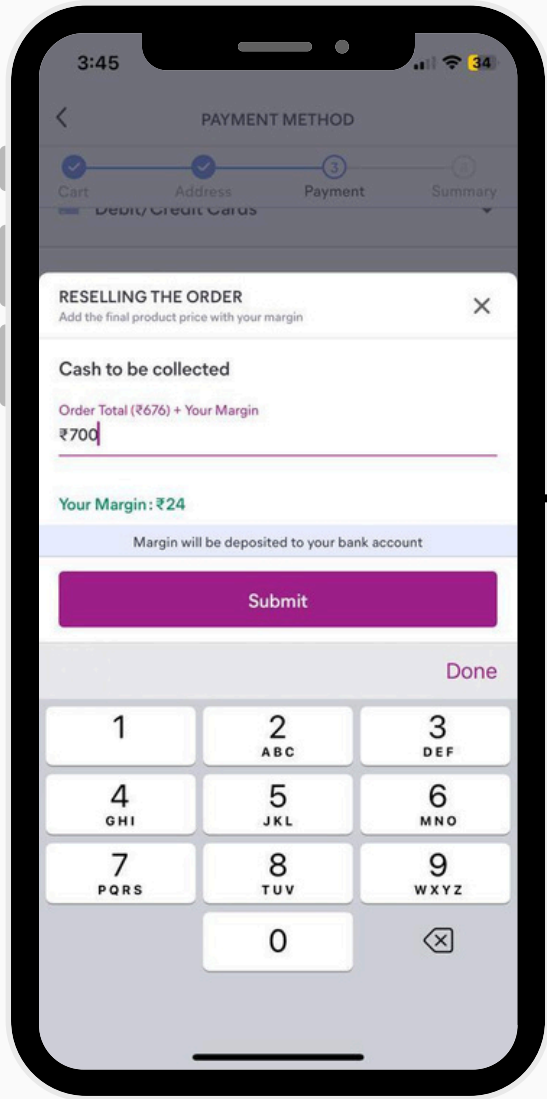 3:45
34
PAYMENT METHOD
3
4
Cart
Address
Payment
Summary
Debit/Credit Cards
RESELLING THE ORDER
Add the final product price with your margin
Cash to be collected
Order Total (₹676) + Your Margin
₹700
Your Margin: ₹24
Margin will be deposited to your bank account
Submit
Done
1
2
ABC
3
DEF
4
GHI
5
JKL
6
MNO
7
PQRS
8
TUV
9
WXYZ
0